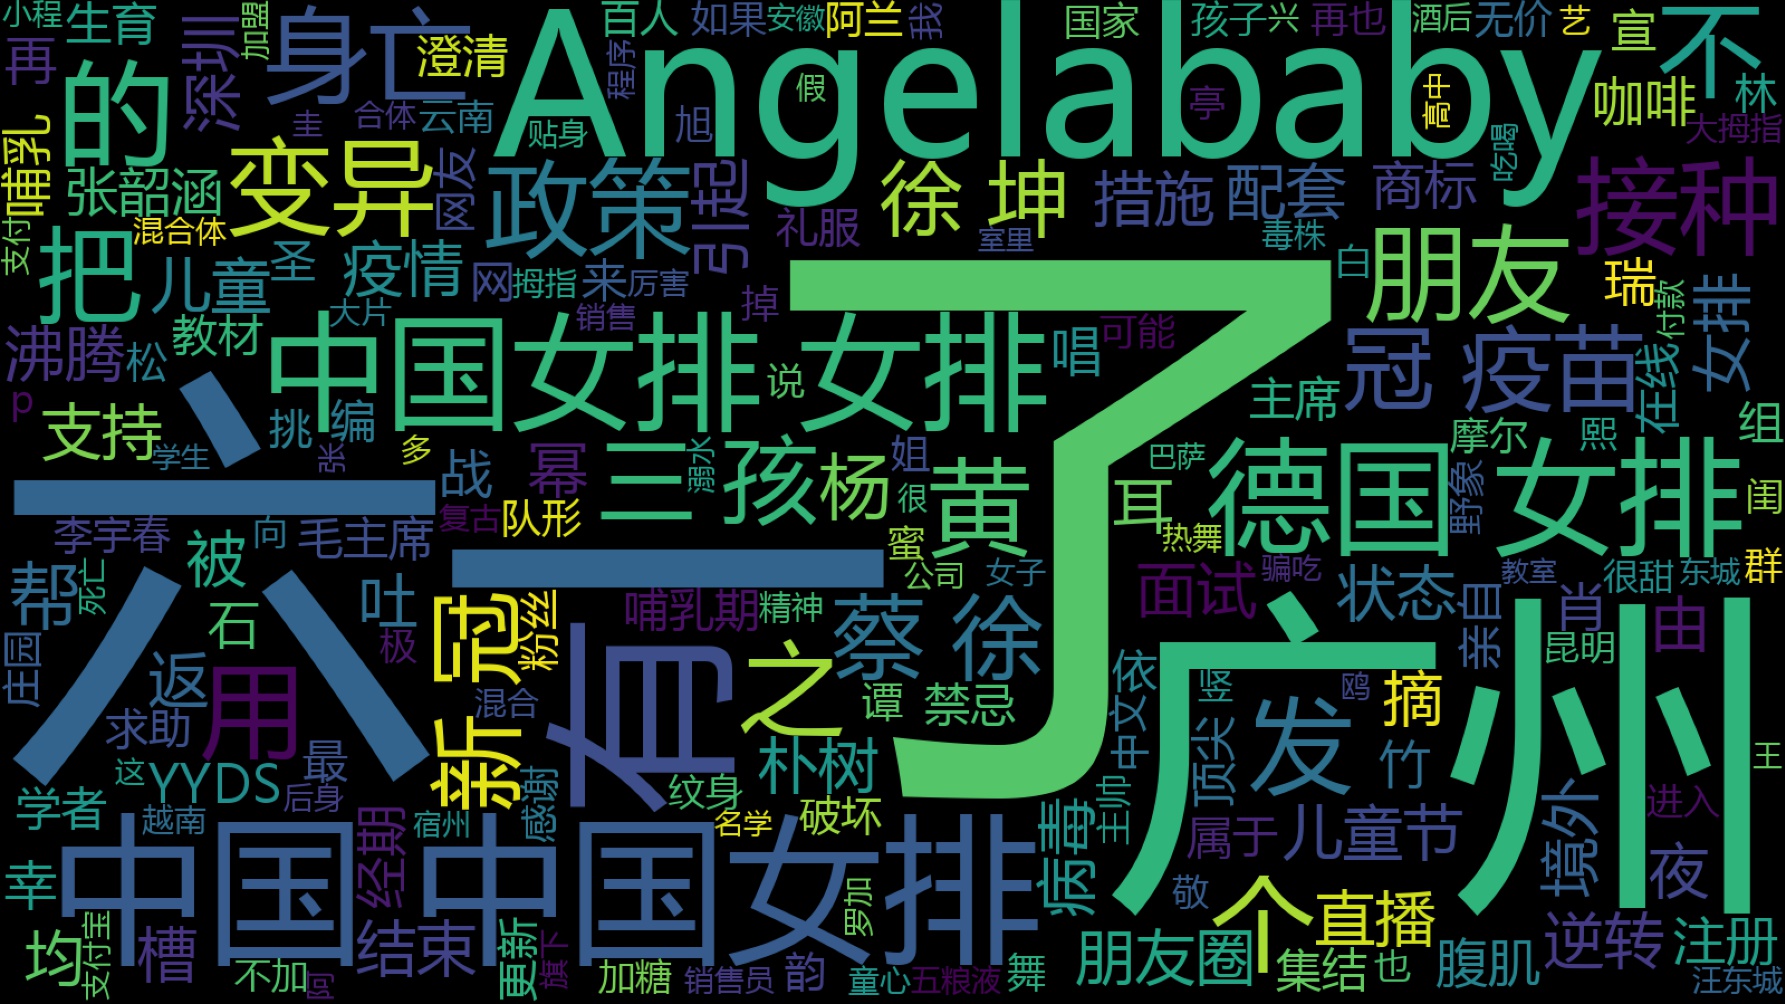 小程
生育
加盟
身亡
澄清
Angelababy
百人
如果
安徽
阿兰
我
国家
孩子
兴
再也
酒后
无价
艺
宣
不
再
深圳
的
合体
云南
圭
贴身
程序
假
旭
亭
高中
咖啡
林
大拇指
哺乳
张韶涵
变异
网友
政策
引起
徐
坤
措施
配套
商标
吃喝
接种
支付
混合体
礼服
室里
毒株
把
儿童
圣
疫情
网
拇指
来
厉害
白
朋友
瑞
付款
女排
大片
销售
掉
沸腾
松
教材
中国女排
女排
了
唱
可能
冠
疫苗
在线
说
p
支持
挑
编
主席
摩尔
熙
组
学生
张
多
战
幂
三孩
溺水
杨
姐
黄
巴萨
德国
女排
野象
闺
很
耳
六一
李宇春
向
毛主席
复古
队形
蜜
热舞
被
公司
女子
面试
骗吃
状态
教室
很甜
东城
群
死亡
帮
石
吐
新冠
粉丝
哺乳期
精神
蔡
徐
广州
亲自
肖
昆明
由
庄园
返
用
极
有
之
谭
禁忌
依
竖
鸥
摘
求助
混合
中文
顶尖
发
竹
王
这
YYDS
最
后身
朴树
纹身
学者
越南
宿州
感谢
名学
破坏
主帅
属于
儿童节
境外
进入
中国
中国女排
经期
病毒
夜
幸
敬
罗加
个
直播
均
支付宝
槽
结束
更新
旗下
朋友圈
集结
也
腹肌
逆转
注册
不加
阿
加糖
销售员
韵
童心
五粮液
舞
汪东城